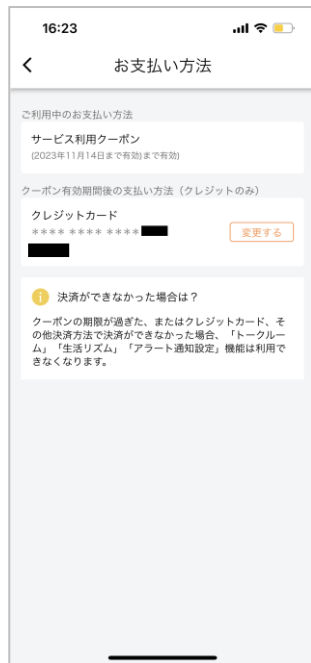 16:23
お支払い方法
ご利用中のお支払い方法
サービス利用クーポン
(2023年11月14日まで有効)まで有効)
クーポン有効期間後の支払い方法（クレジットのみ）
クレジットカード
**** **** ****
変更する
決済ができなかった場合は？
クーポンの期限が過ぎた、またはクレジットカード、そ
の他決済方法で決済ができなかった場合、「トークルー
ム」「生活リズム」「アラート通知設定」機能は利用で
きなくなります。